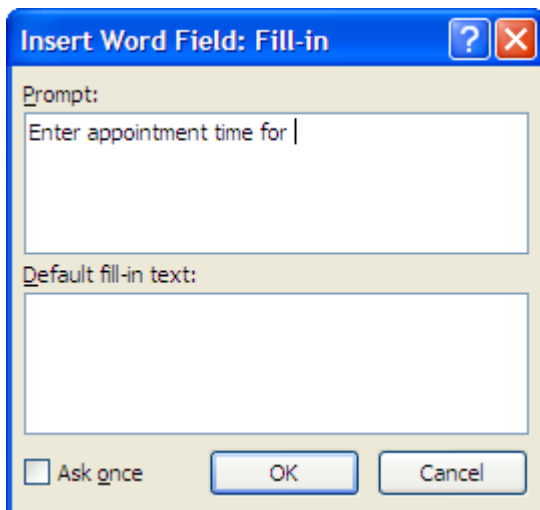 Insert Word Field: Fill-in
Prompt:
Enter appointment time for
Default fill-in text:
Ask once
OK
Cancel